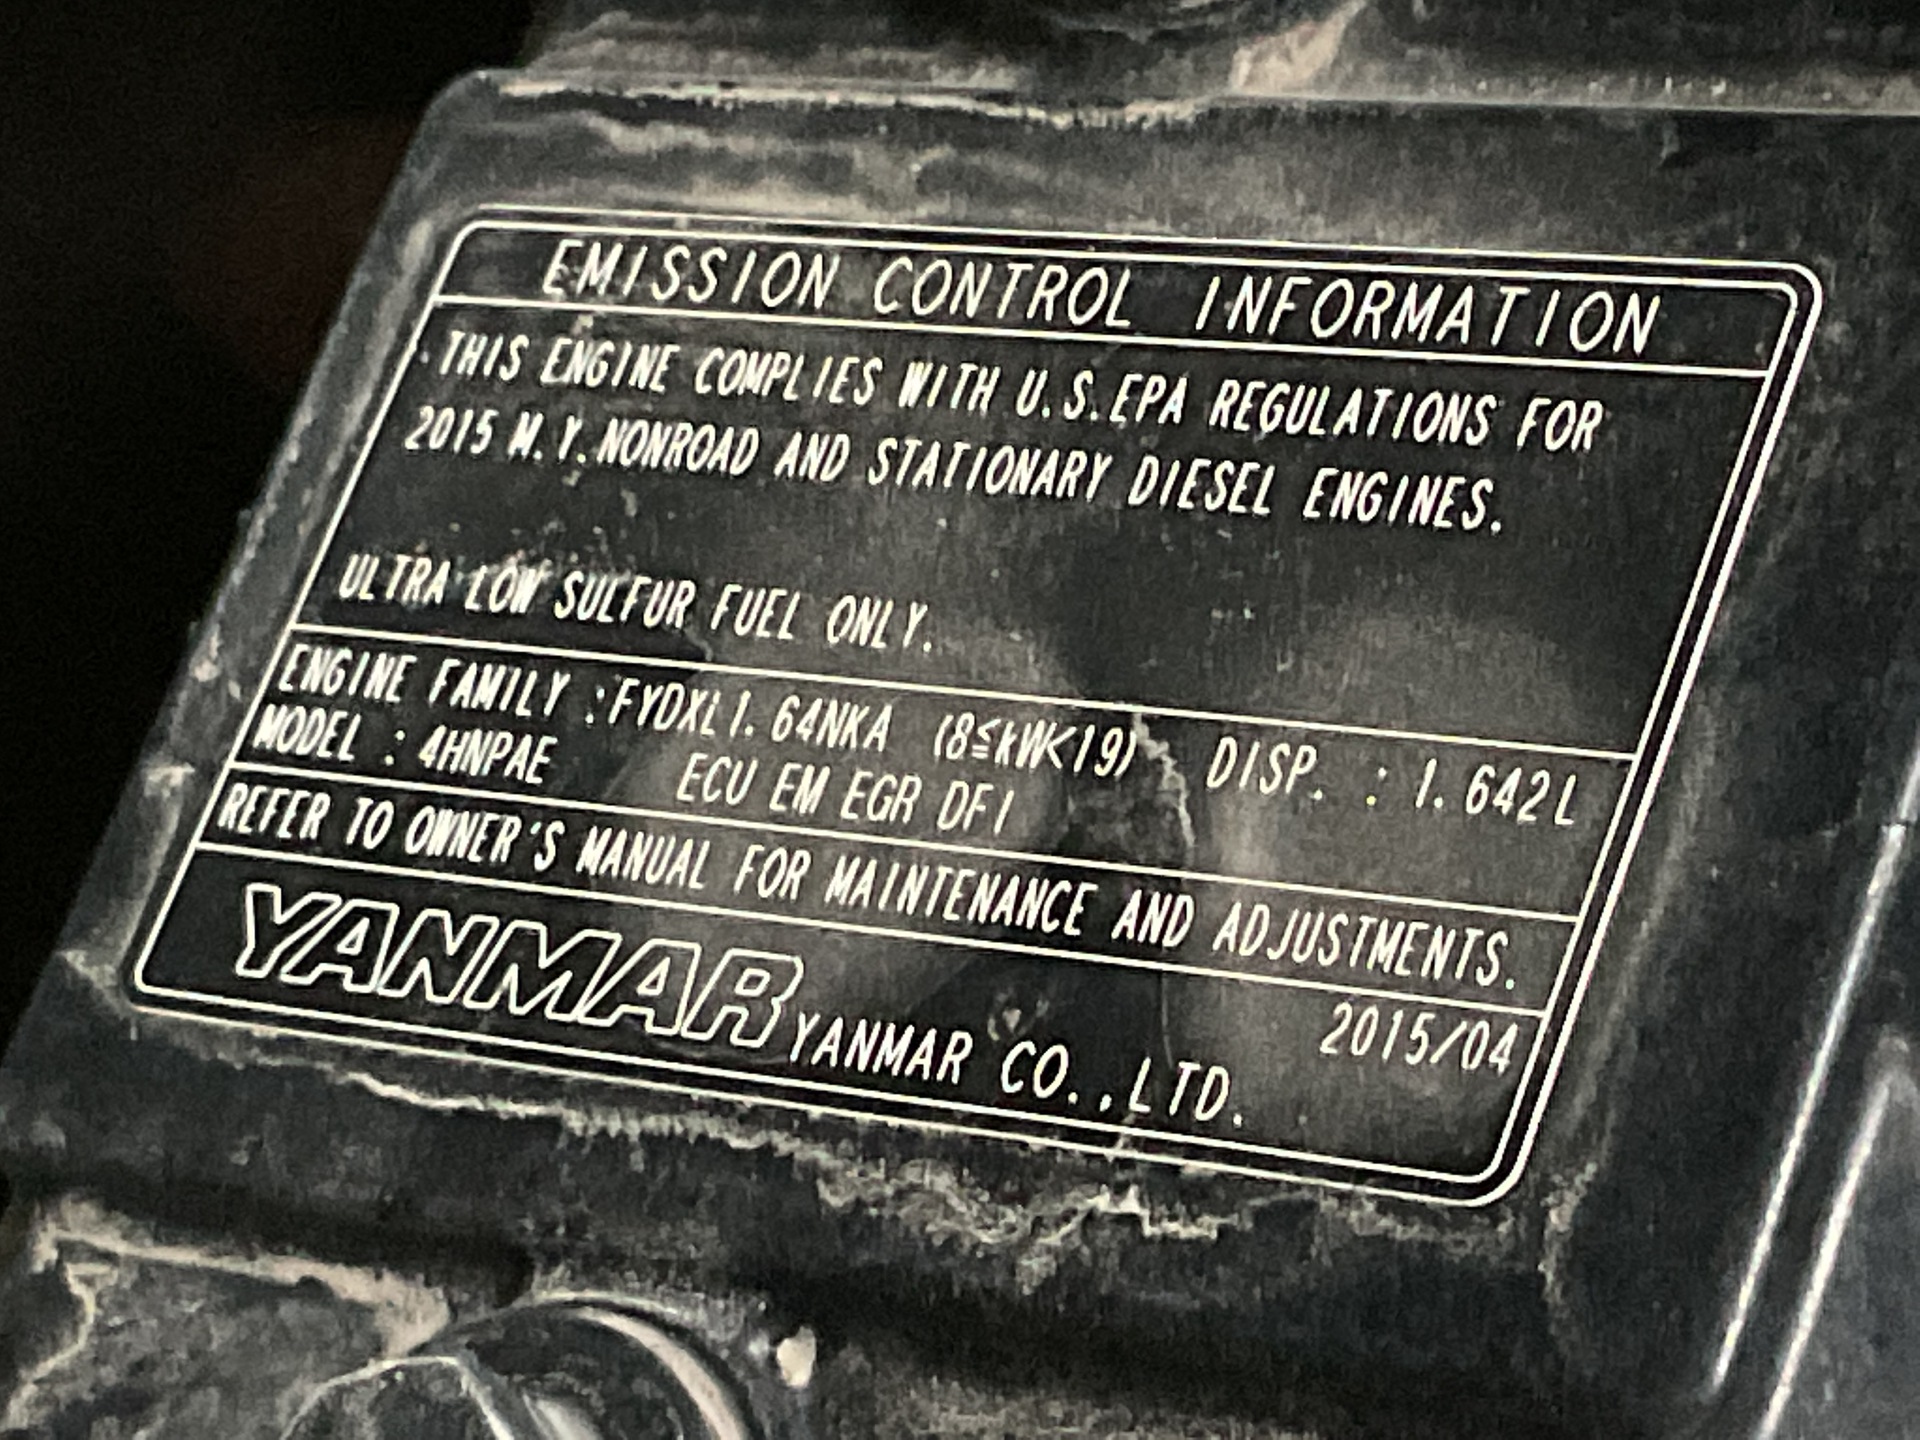 EMISSION CONTROL INFORMATION
THIS ENGINE COMPLIES WITH U.S.EPA REGULATIONS FOR
2015 M.Y.NONROAD AND STATIONARY DIESEL ENGINES.
ULTRA LOW SULFUR FUEL ONLY.
ENGINE FAMILY :FYDXL1.64NKA (8≦kW<19) DISP. : 1.642L
MODEL : 4HNPAE ECU EM EGR DFI
REFER TO OWNER'S MANUAL FOR MAINTENANCE AND ADJUSTMENTS.
2015/04
YANMAR YANMAR CO.,LTD.